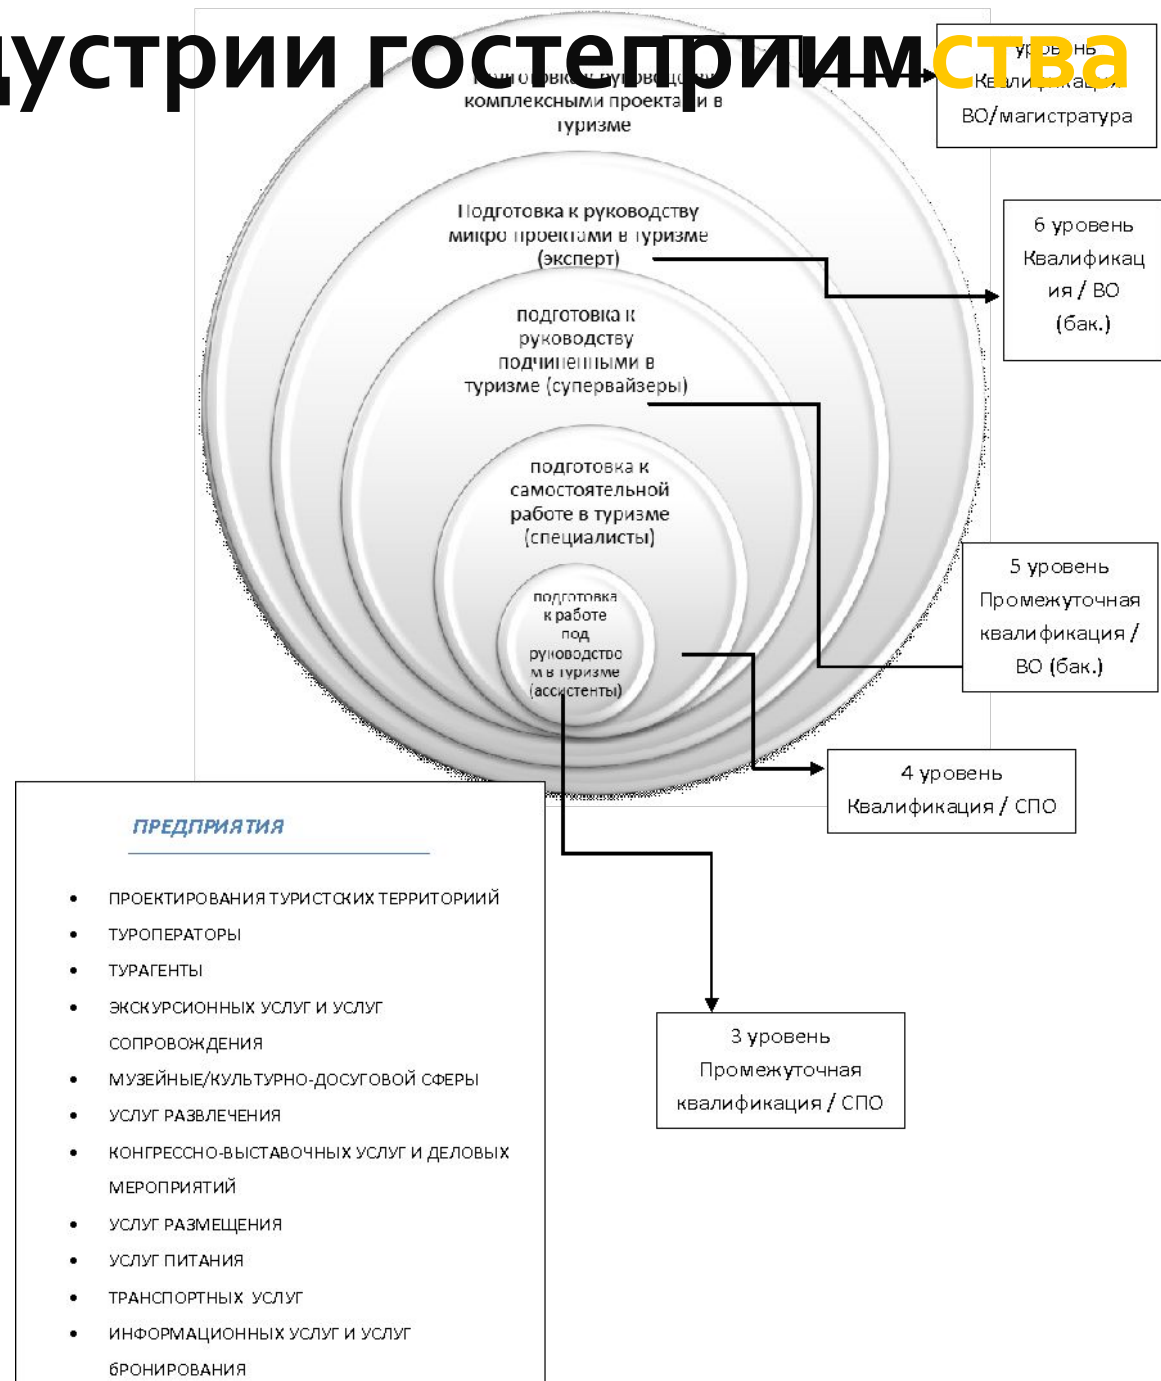 дустрии гостеприимства
комплексными проектами в
туризме
уровень
Квалификация
ВО/магистратура
Подготовка к руководству
микро проектами в туризме
(эксперт)
6 уровень
Квалификац
ия / ВО
(бак.)
подготовка к
руководству
подчиненными в
туризме (супервайзеры)
подготовка к
самостоятельной
работе в туризме
(специалисты)
5 уровень
Промежуточная
квалификация /
ВО (бак.)
подготовка
к работе
под
руководство
м в туризме
(ассистенты)
4 уровень
Квалификация / СПО
3 уровень
Промежуточная
квалификация / СПО
ПРЕДПРИЯТИЯ
• ПРОЕКТИРОВАНИЯ ТУРИСТСКИХ ТЕРРИТОРИИЙ
• ТУРОПЕРАТОРЫ
• ТУРАГЕНТЫ
• ЭКСКУРСИОННЫХ УСЛУГ И УСЛУГ
СОПРОВОЖДЕНИЯ
• МУЗЕЙНЫЕ/КУЛЬТУРНО-ДОСУГОВОЙ СФЕРЫ
• УСЛУГ РАЗВЛЕЧЕНИЯ
• КОНГРЕССНО-ВЫСТАВОЧНЫХ УСЛУГ И ДЕЛОВЫХ
МЕРОПРИЯТИЙ
• УСЛУГ РАЗМЕЩЕНИЯ
• УСЛУГ ПИТАНИЯ
• ТРАНСПОРТНЫХ УСЛУГ
• ИНФОРМАЦИОННЫХ УСЛУГ И УСЛУГ
бРОНИРОВАНИЯ